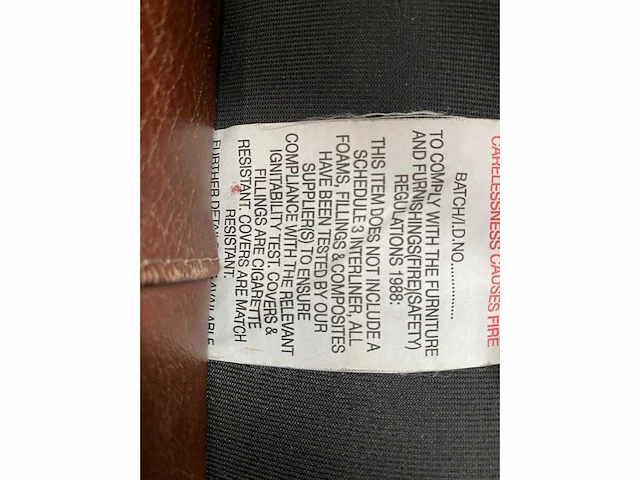 CARELESSNESS CAUSES FIRE
BATCH/I.D NO............
TO COMPLY WITH THE FURNITURE
AND FURNISHINGS(FIRE)(SAFETY)
REGULATIONS 1988:
THIS ITEM DOES NOT INCLUDE A
SCHEDULE 3 INTERLINER, ALL
FOAMS, FILLINGS & COMPOSITES
HAVE BEEN TESTED BY OUR
SUPPLIER(S) TO ENSURE
COMPLIANCE WITH THE RELEVANT
IGNITABILITY TEST. COVERS &
FILLINGS ARE CIGARETTE
RESISTANT. COVERS ARE MATCH
RESISTANT.
FURTHER AVAILABLE